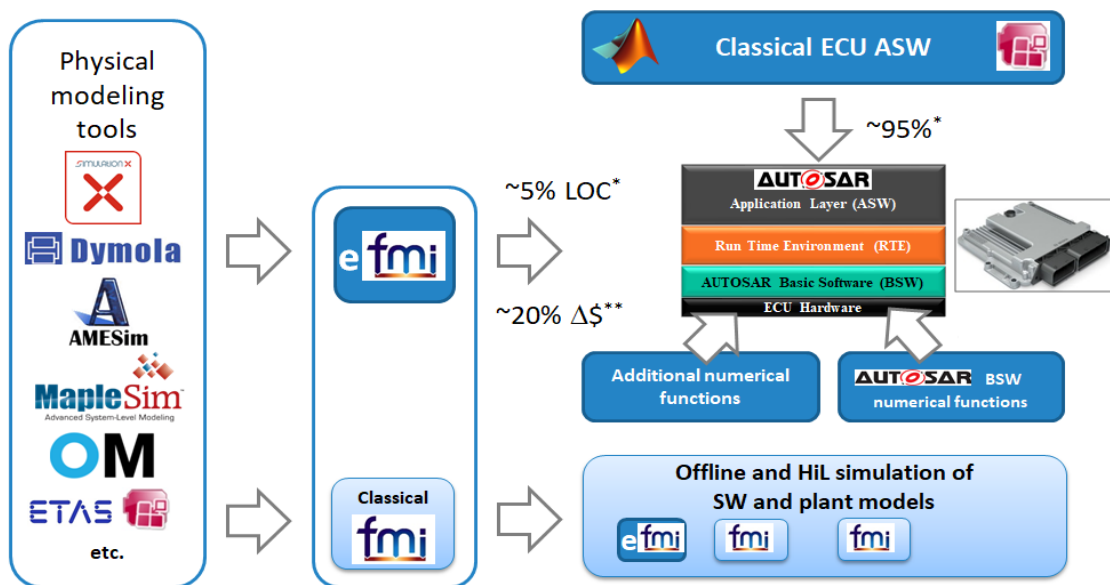 Physical
modeling
tools
SIMULATION X
Dymola
AMESim
MapleSim™
Advanced System-Level Modeling
OM
ETAS
etc.
efmi
Classical
fmi
~5% LOC*
~20% Δ$**
Classical ECU ASW
~95%*
AUTOSAR
Application Layer (ASW)
Run Time Environment (RTE)
AUTOSAR Basic Software (BSW)
ECU Hardware
Additional numerical
functions
AUTOSAR BSW
numerical functions
Offline and HiL simulation of
SW and plant models
efmi fmi fmi